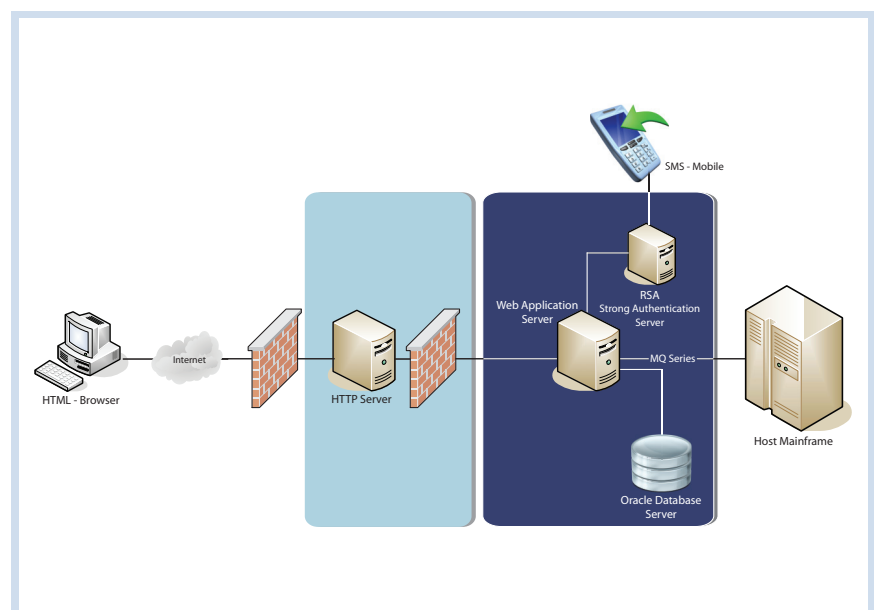 SMS - Mobile
RSA
Strong Authentication
Server
Web Application
Server
Internet
MQ Series
HTML - Browser
HTTP Server
Host Mainframe
Oracle Database
Server